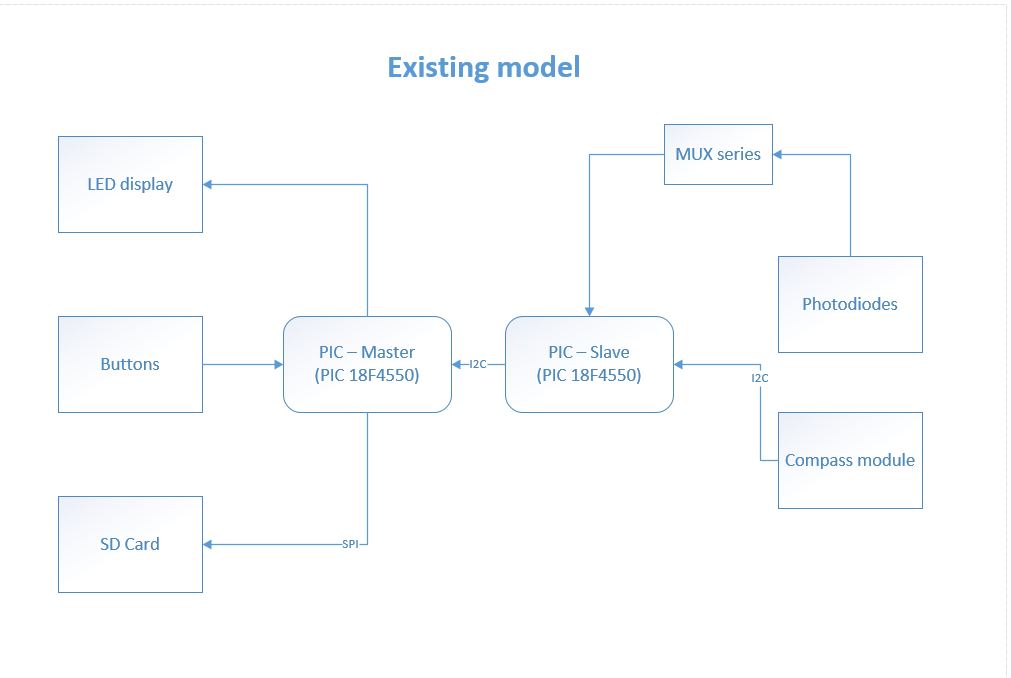 Existing model
MUX series
LED display
Photodiodes
Buttons
PIC – Master
(PIC 18F4550)
I2C
PIC – Slave
(PIC 18F4550)
I2C
Compass module
SD Card
SPI